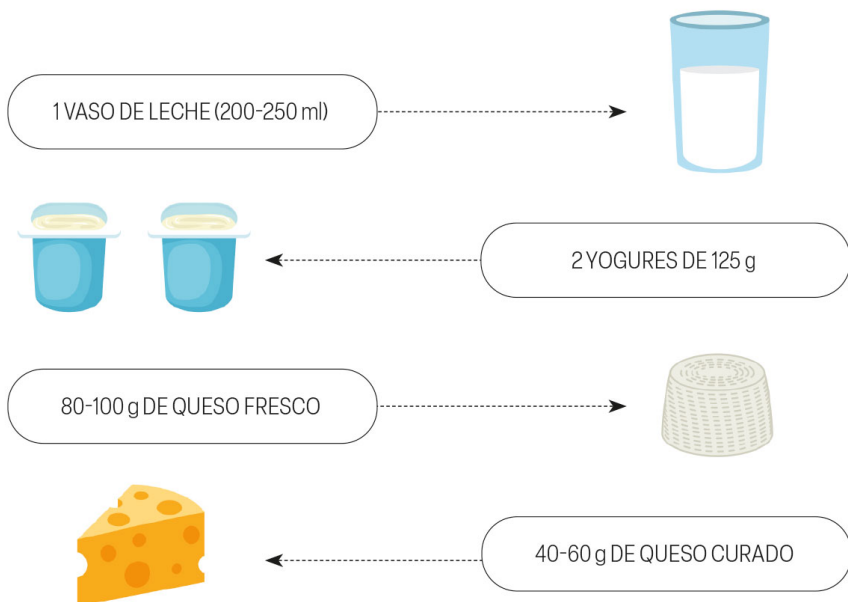 1 VASO DE LECHE (200-250 ml)
2 YOGURES DE 125 g
80-100 g DE QUESO FRESCO
40-60 g DE QUESO CURADO